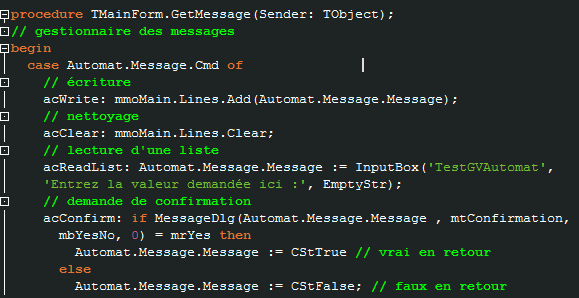 procedure TMainForm.GetMessage(Sender: TObject);
// gestionnaire des messages
begin
  case Automat.Message.Cmd of
    // écriture
    acWrite: mmoMain.Lines.Add(Automat.Message.Message);
    // nettoyage
    acClear: mmoMain.Lines.Clear;
    // lecture d'une liste
    acReadList: Automat.Message.Message := InputBox('TestGVAutomat',
    'Entrez la valeur demandée ici :', EmptyStr);
    // demande de confirmation
    acConfirm: if MessageDlg(Automat.Message.Message , mtConfirmation,
      mbYesNo, 0) = mrYes then
        Automat.Message.Message := CStTrue // vrai en retour
      else
        Automat.Message.Message := CStFalse; // faux en retour